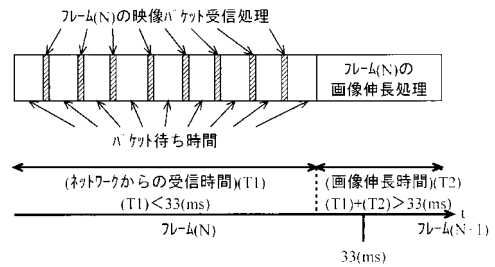 ﾌﾚｰﾑ(N)の映像ﾊﾟｹｯﾄ受信処理
ﾌﾚｰﾑ(N)の
画像伸長処理
ﾊﾟｹｯﾄ待ち時間
(ﾈｯﾄﾜｰｸからの受信時間)(T1)
(T1)<33(ms)
(画像伸長時間)(T2)
(T1)+(T2)>33(ms)
t
ﾌﾚｰﾑ(N)
ﾌﾚｰﾑ(N+1)
33(ms)